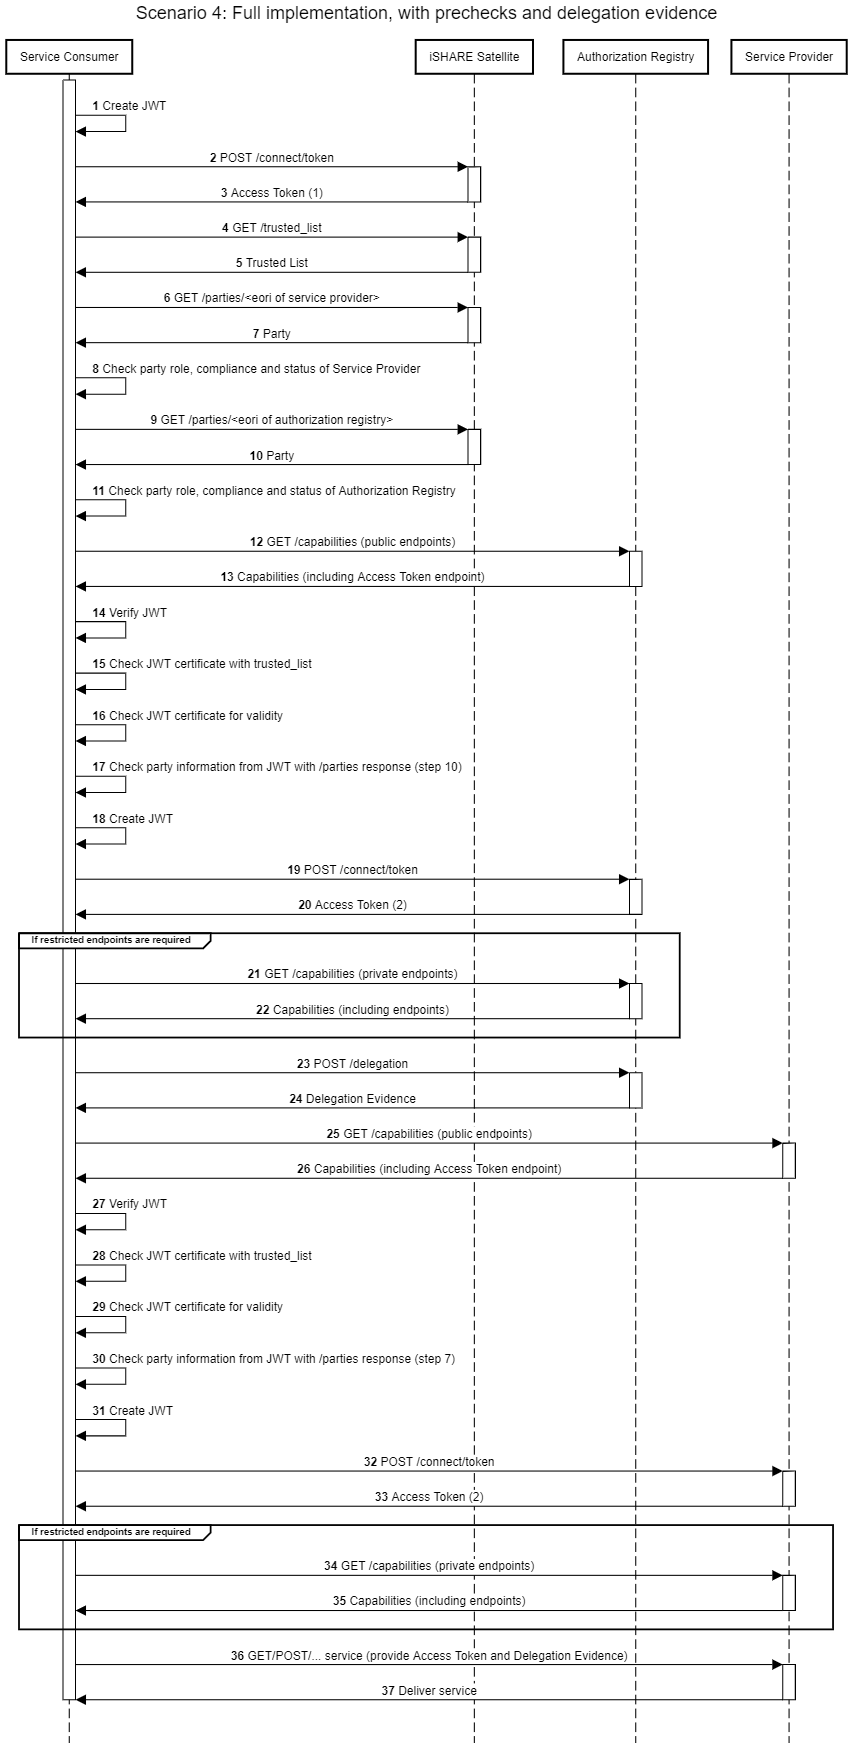 Scenario 4: Full implementation, with prechecks and delegation evidence
Service Consumer
iSHARE Satellite
Authorization Registry
Service Provider
1 Create JWT
2 POST /connect/token
3 Access Token (1)
4 GET /trusted_list
5 Trusted List
6 GET /parties/<eori of service provider>
7 Party
8 Check party role, compliance and status of Service Provider
9 GET /parties/<eori of authorization registry>
10 Party
11 Check party role, compliance and status of Authorization Registry
12 GET /capabilities (public endpoints)
13 Capabilities (including Access Token endpoint)
14 Verify JWT
15 Check JWT certificate with trusted_list
16 Check JWT certificate for validity
17 Check party information from JWT with /parties response (step 10)
18 Create JWT
19 POST /connect/token
20 Access Token (2)
If restricted endpoints are required
21 GET /capabilities (private endpoints)
22 Capabilities (including endpoints)
23 POST /delegation
24 Delegation Evidence
25 GET /capabilities (public endpoints)
26 Capabilities (including Access Token endpoint)
27 Verify JWT
28 Check JWT certificate with trusted_list
29 Check JWT certificate for validity
30 Check party information from JWT with /parties response (step 7)
31 Create JWT
32 POST /connect/token
33 Access Token (2)
If restricted endpoints are required
34 GET /capabilities (private endpoints)
35 Capabilities (including endpoints)
36 GET/POST/... service (provide Access Token and Delegation Evidence)
37 Deliver service